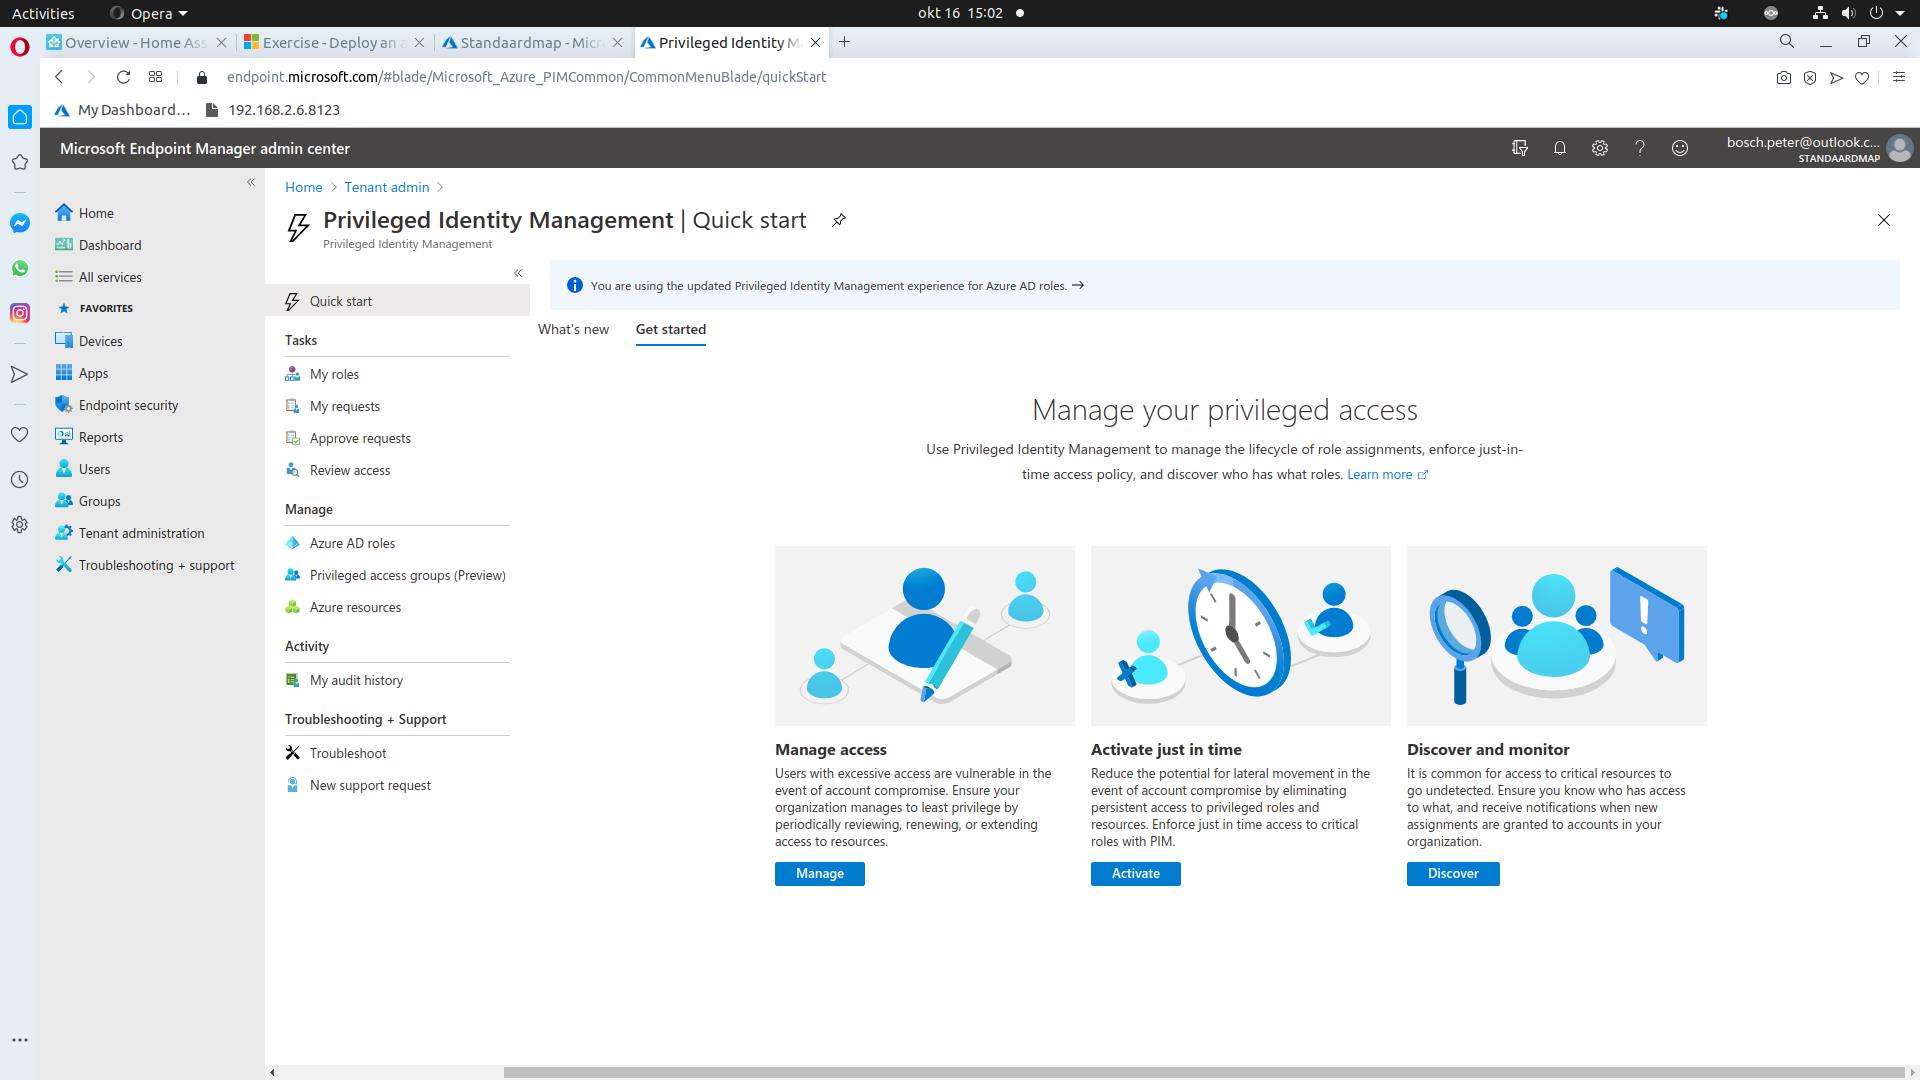 Activities
Opera
okt 16 15:02
Overview - Home Ass
Exercise - Deploy an a
Standaardmap - Micr
Privileged Identity M
endpoint.microsoft.com/#blade/Microsoft_Azure_PIMCommon/CommonMenuBlade/quickStart
My Dashboard...
192.168.2.6.8123
Microsoft Endpoint Manager admin center
bosch.peter@outlook.c...
STANDAARDMAP
Home
Dashboard
All services
FAVORITES
Devices
Apps
Endpoint security
Reports
Users
Groups
Tenant administration
Troubleshooting + support
Home > Tenant admin >
Privileged Identity Management | Quick start
Privileged Identity Management
Quick start
Tasks
My roles
My requests
Approve requests
Review access
Manage
Azure AD roles
Privileged access groups (Preview)
Azure resources
Activity
My audit history
Troubleshooting + Support
Troubleshoot
New support request
You are using the updated Privileged Identity Management experience for Azure AD roles. →
What's new
Get started
Manage your privileged access
Use Privileged Identity Management to manage the lifecycle of role assignments, enforce just-in-
time access policy, and discover who has what roles. Learn more
Manage access
Users with excessive access are vulnerable in the
event of account compromise. Ensure your
organization manages to least privilege by
periodically reviewing, renewing, or extending
access to resources.
Manage
Activate just in time
Reduce the potential for lateral movement in the
event of account compromise by eliminating
persistent access to privileged roles and
resources. Enforce just in time access to critical
roles with PIM.
Activate
Discover and monitor
It is common for access to critical resources to
go undetected. Ensure you know who has access
to what, and receive notifications when new
assignments are granted to accounts in your
organization.
Discover